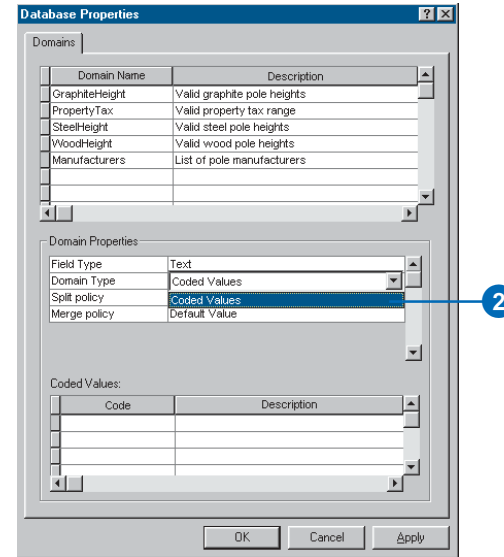 Database Properties
Domains
Domain Name Description
GraphiteHeight Valid graphite pole heights
PropertyTax Valid property tax range
SteelHeight Valid steel pole heights
WoodHeight Valid wood pole heights
Manufacturers List of pole manufacturers
Domain Properties
Field Type Text
Domain Type Coded Values
Split policy Coded Values
Merge policy Default Value
2
Coded Values:
Code Description
OK Cancel Apply